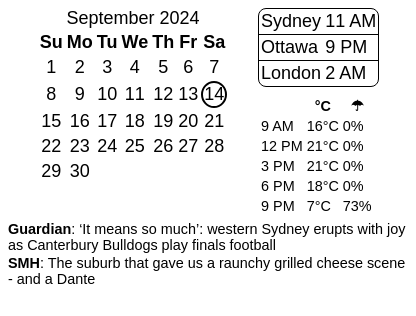 September 2024
Su Mo Tu We Th Fr Sa
1 2 3 4 5 6 7
8 9 10 11 12 13 14
15 16 17 18 19 20 21
22 23 24 25 26 27 28
29 30
Sydney 11 AM
Ottawa 9 PM
London 2 AM
°C ☂
9 AM 16°C 0%
12 PM 21°C 0%
3 PM 21°C 0%
6 PM 18°C 0%
9 PM 7°C 73%
Guardian: ‘It means so much’: western Sydney erupts with joy
as Canterbury Bulldogs play finals football
SMH: The suburb that gave us a raunchy grilled cheese scene
- and a Dante